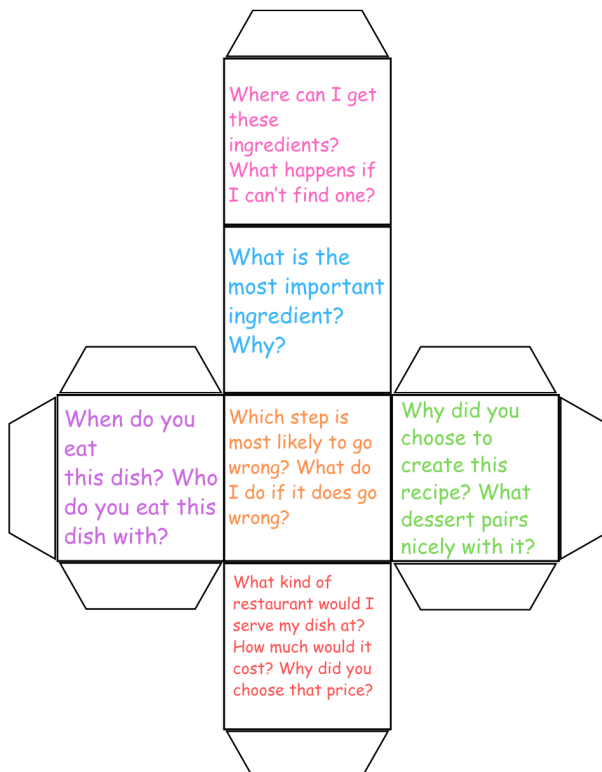 Where can I get
these
ingredients?
What happens if
I can't find one?
What is the
most important
ingredient?
Why?
When do you
eat
this dish? Who
do you eat this
dish with?
Which step is
most likely to go
wrong? What do
I do if it does go
wrong?
Why did you
choose to
create this
recipe? What
dessert pairs
nicely with it?
What kind of
restaurant would I
serve my dish at?
How much would it
cost? Why did you
choose that price?